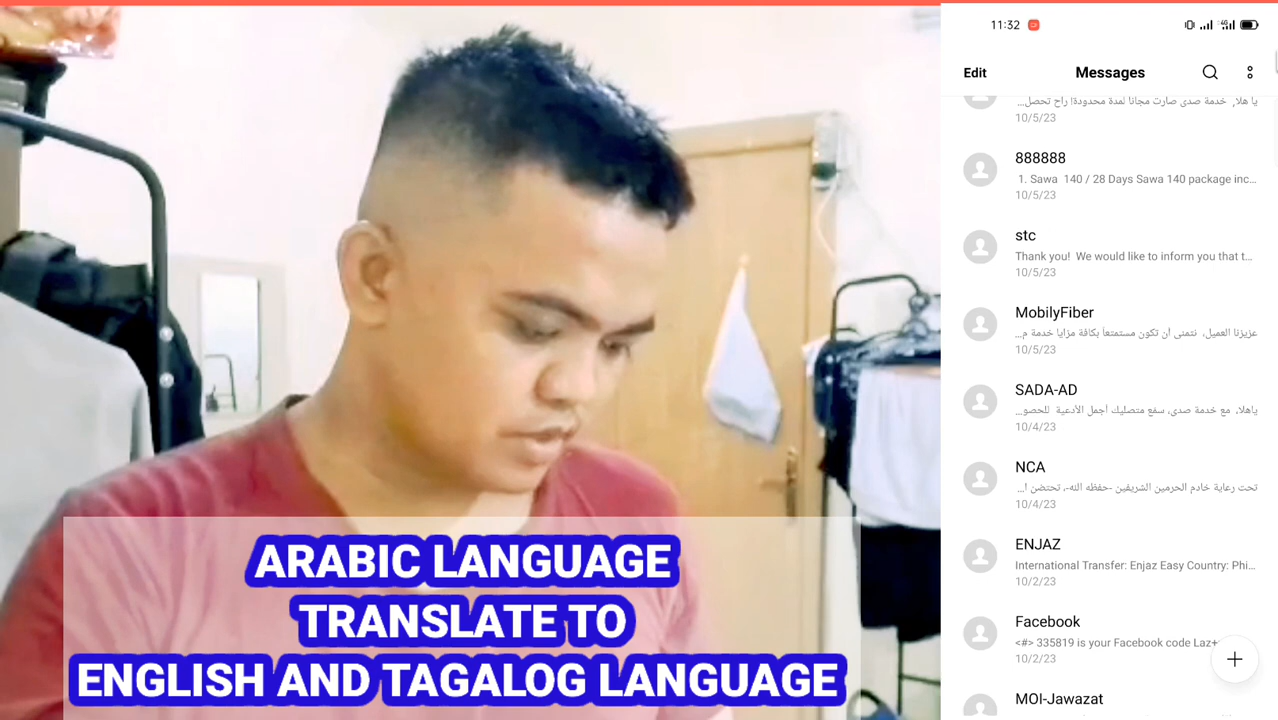 ARABIC LANGUAGE
TRANSLATE TO
ENGLISH AND TAGALOG LANGUAGE
11:32
4G
Edit
Messages
يا هلا, خدمة صدى صارت مجانا لمدة محدودة! راح تحصل...
10/5/23
888888
1. Sawa 140 / 28 Days Sawa 140 package inc...
10/5/23
stc
Thank you! We would like to inform you that t...
10/5/23
MobilyFiber
عزيزنا العميل، نتمنى أن تكون مستمتعاً بكافة مزايا خدمة م...
10/5/23
SADA-AD
ياهلا، مع خدمة صدى، سمّع متصليك أجمل الأدعية للحصو...
10/4/23
NCA
تحت رعاية خادم الحرمين الشريفين -حفظه الله-، تحتضن ا...
10/4/23
ENJAZ
International Transfer: Enjaz Easy Country: Phi...
10/2/23
Facebook
<#> 335819 is your Facebook code Laz+
10/2/23
MOI-Jawazat